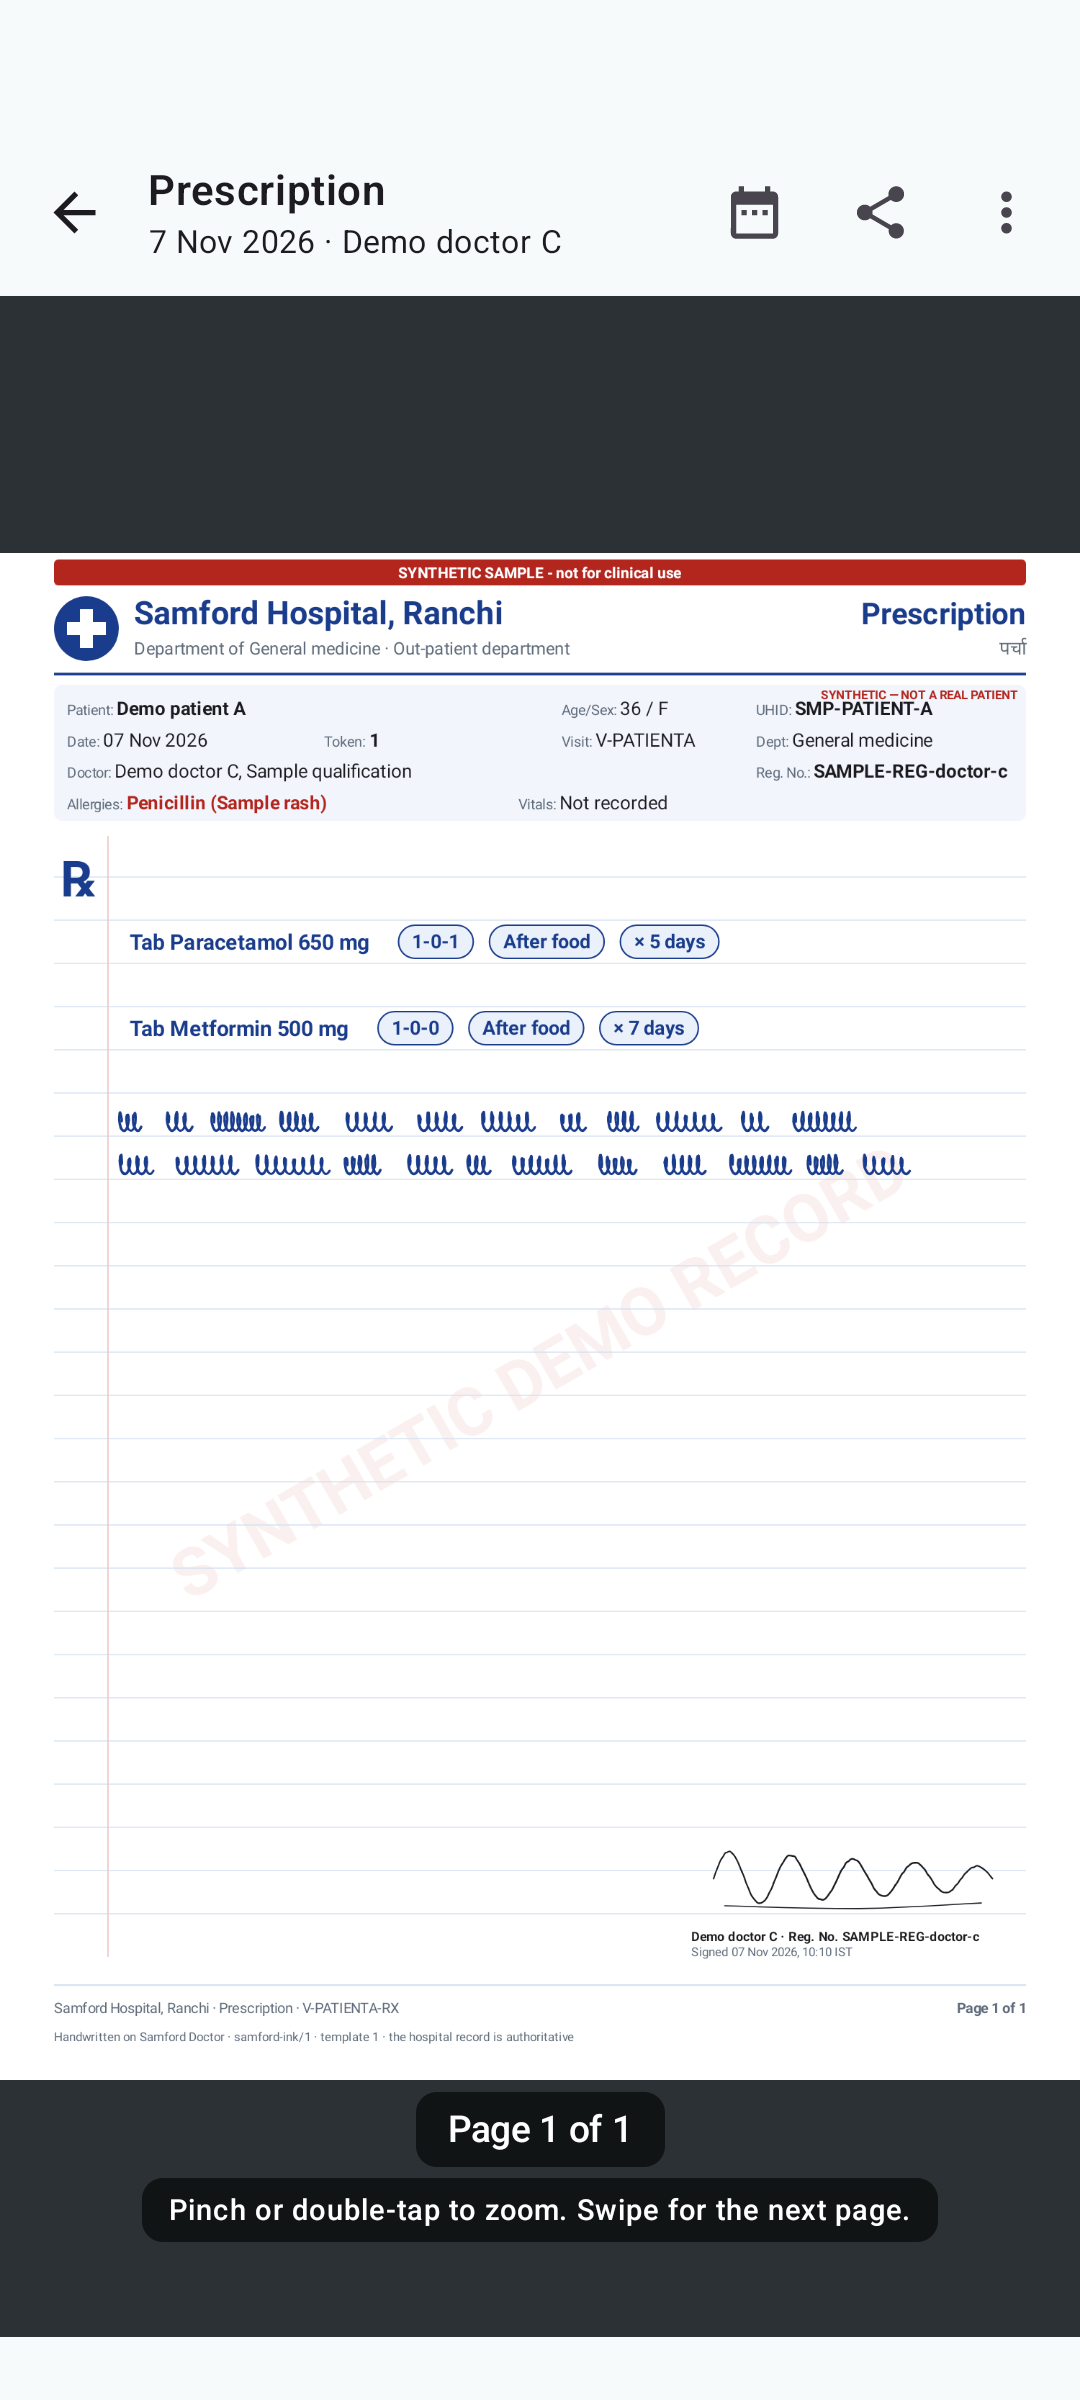 Prescription
7 Nov 2026 · Demo doctor C
SYNTHETIC SAMPLE - not for clinical use
Samford Hospital, Ranchi
Prescription
Department of General medicine · Out-patient department
पर्चा
SYNTHETIC — NOT A REAL PATIENT
Patient: Demo patient A Age/Sex: 36 / F UHID: SMP-PATIENT-A
Date: 07 Nov 2026 Token: 1 Visit: V-PATIENTA Dept: General medicine
Doctor: Demo doctor C, Sample qualification Reg. No.: SAMPLE-REG-doctor-c
Allergies: Penicillin (Sample rash) Vitals: Not recorded
℞
Tab Paracetamol 650 mg 1-0-1 After food × 5 days
Tab Metformin 500 mg 1-0-0 After food × 7 days
SYNTHETIC DEMO RECORD
Demo doctor C · Reg. No. SAMPLE-REG-doctor-c
Signed 07 Nov 2026, 10:10 IST
Samford Hospital, Ranchi · Prescription · V-PATIENTA-RX Page 1 of 1
Handwritten on Samford Doctor · samford-ink/1 · template 1 · the hospital record is authoritative
Page 1 of 1
Pinch or double-tap to zoom. Swipe for the next page.